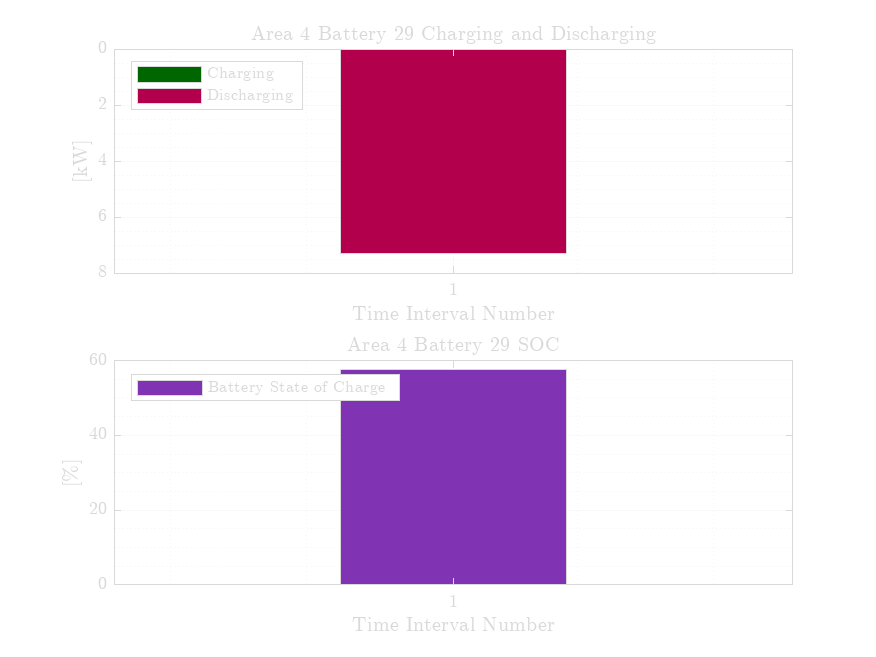 Area 4 Battery 29 Charging and Discharging
0
2
4
6
8
[kW]
Charging
Discharging
1
Time Interval Number
Area 4 Battery 29 SOC
60
40
20
0
[%]
Battery State of Charge
1
Time Interval Number